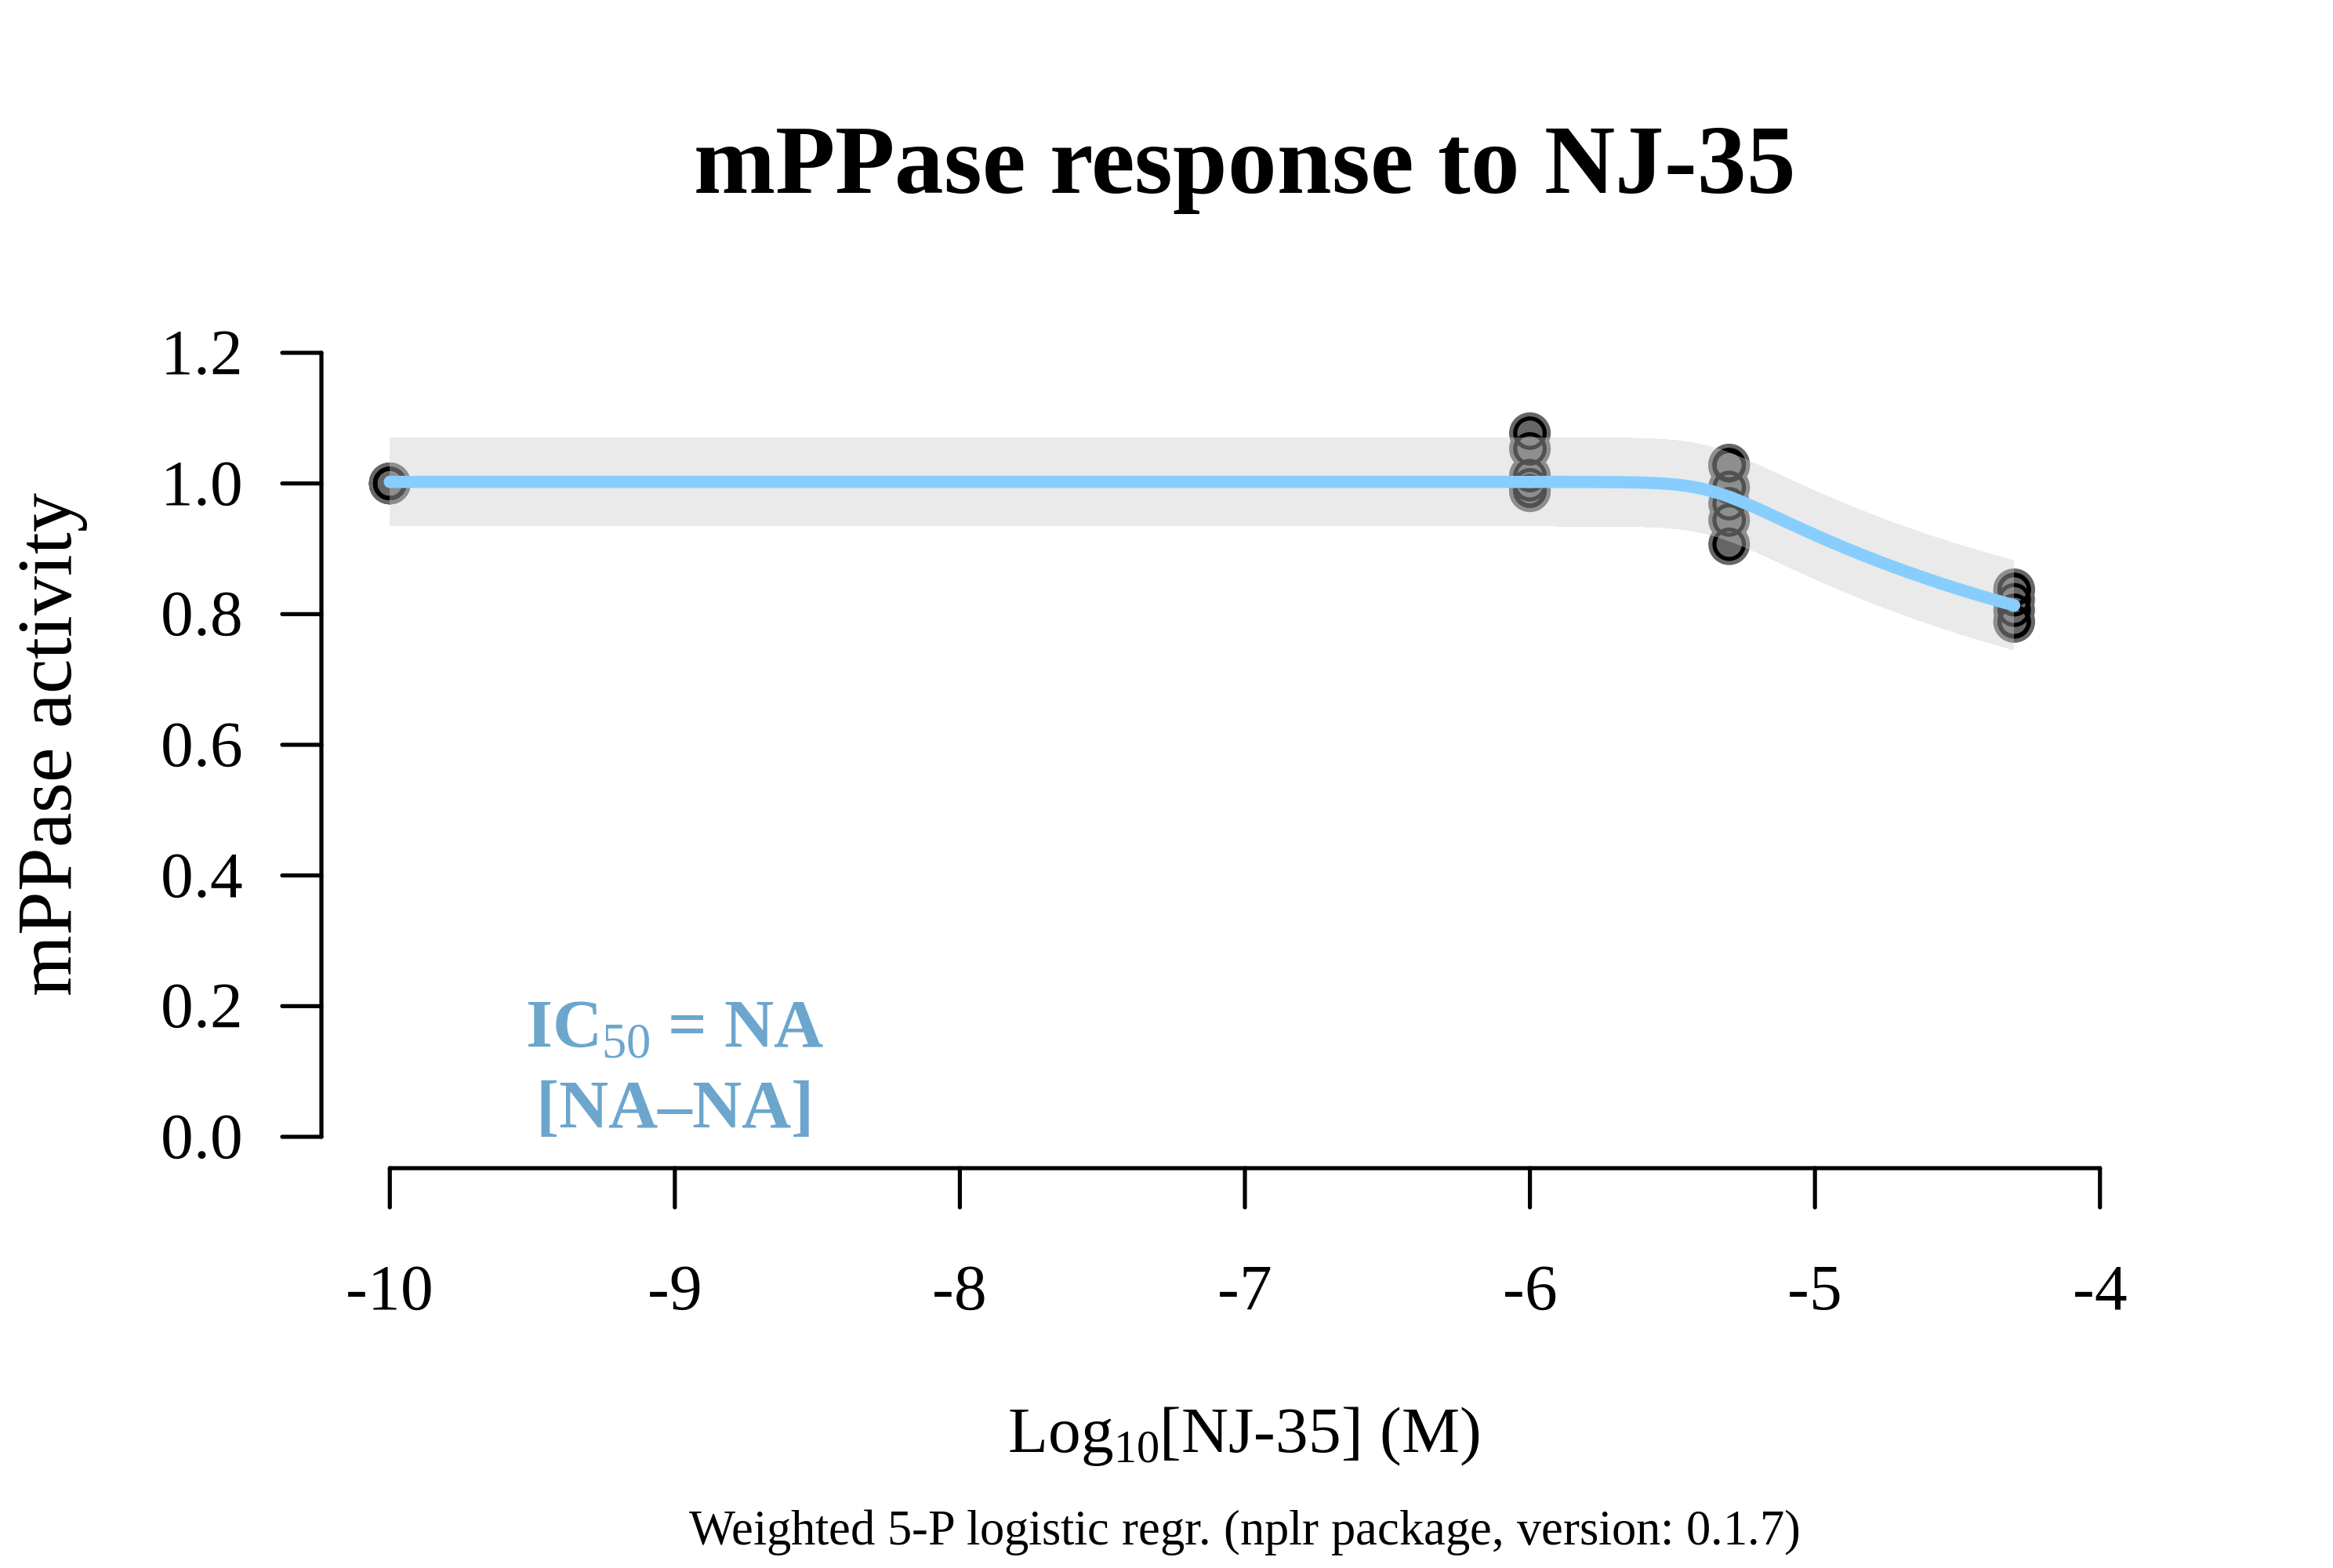 mPPase response to NJ-35
mPPase activity
1.2
1.0
0.8
0.6
0.4
0.2
0.0
IC50 = NA
[NA–NA]
-10 -9 -8 -7 -6 -5 -4
Log10[NJ-35] (M)
Weighted 5-P logistic regr. (nplr package, version: 0.1.7)